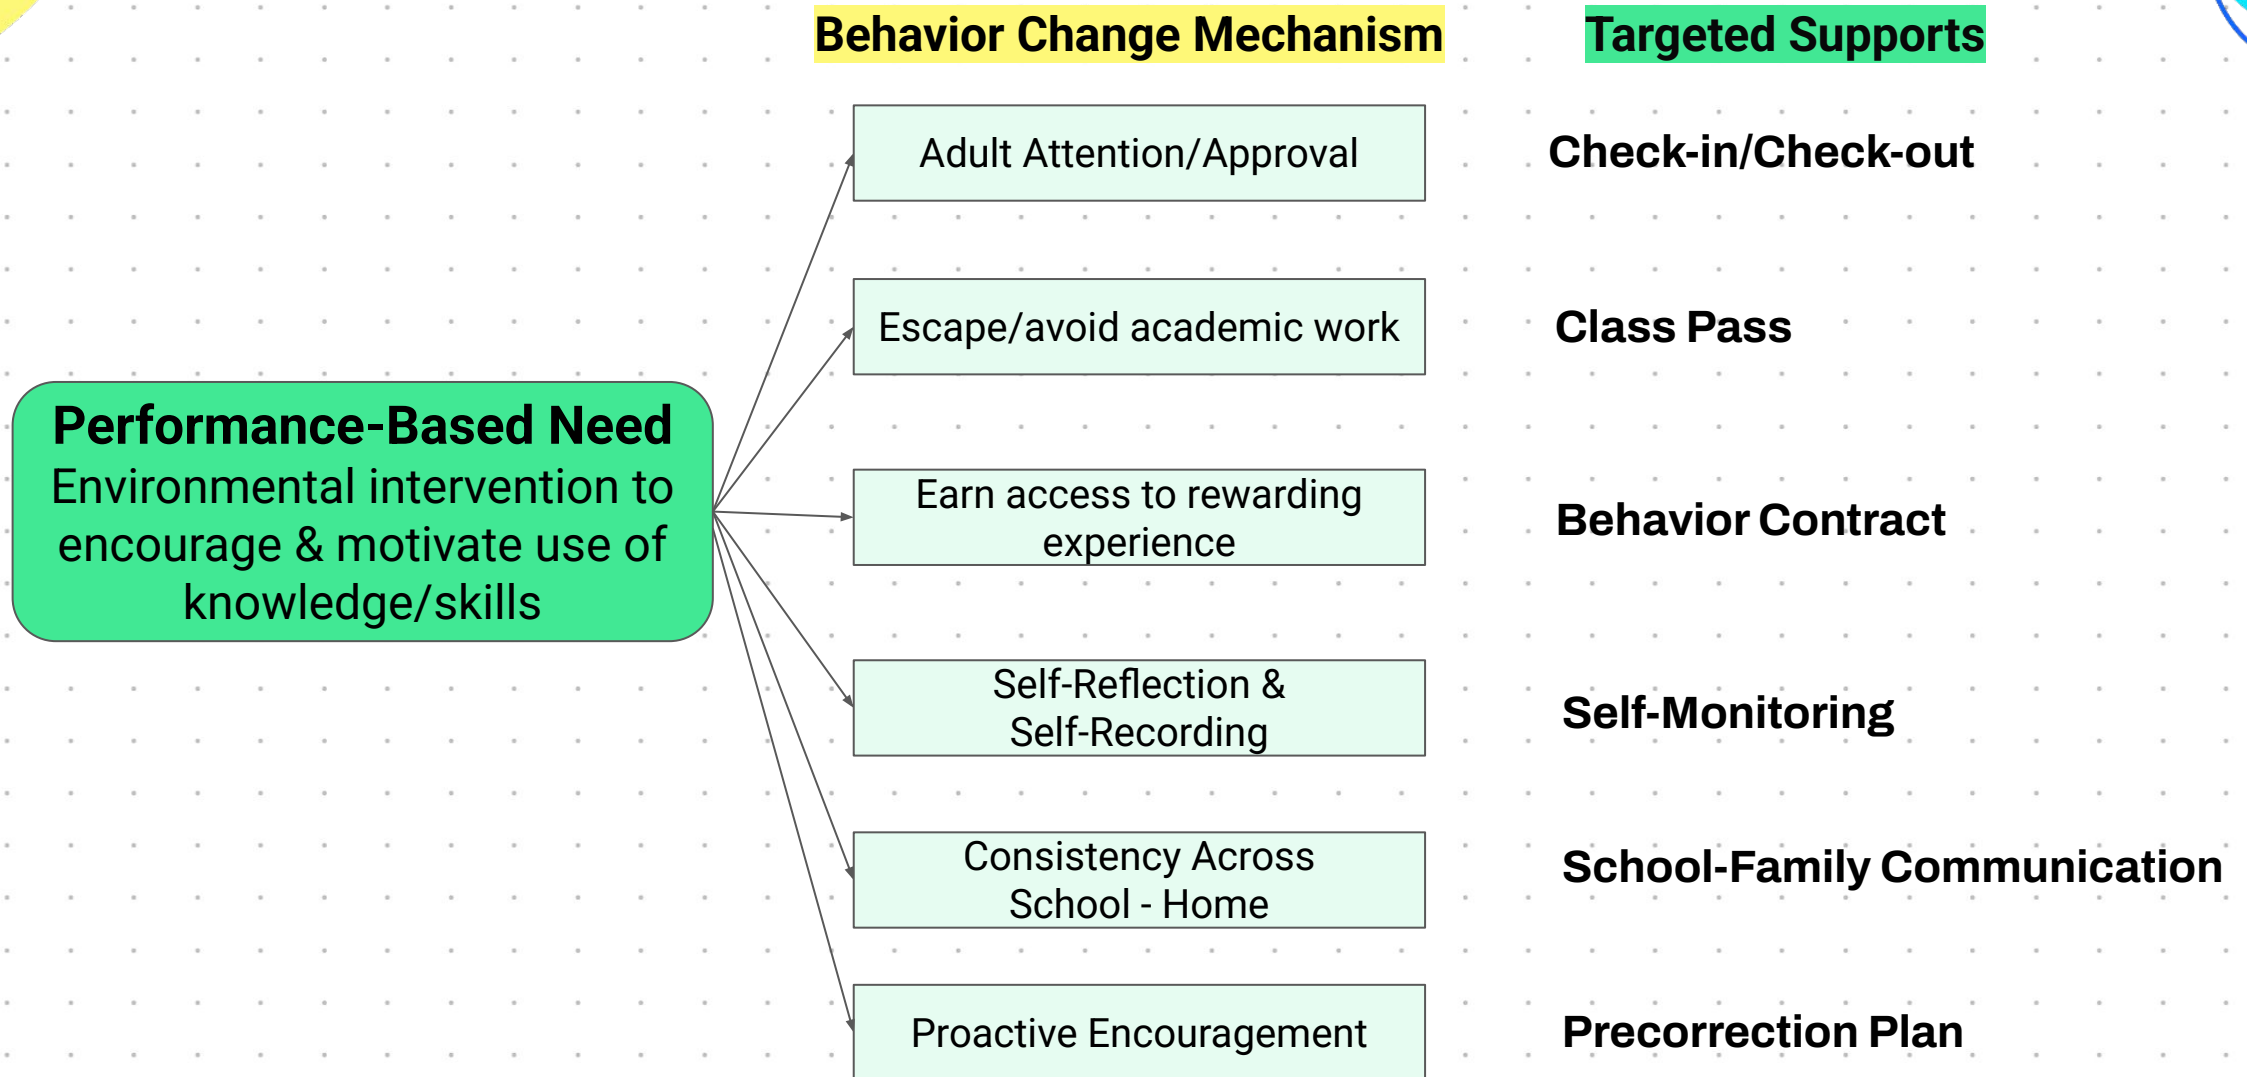 Behavior Change Mechanism
Targeted Supports
Performance-Based Need
Environmental intervention to
encourage & motivate use of
knowledge/skills
Adult Attention/Approval
Check-in/Check-out
Escape/avoid academic work
Class Pass
Earn access to rewarding
experience
Behavior Contract
Self-Reflection &
Self-Recording
Self-Monitoring
Consistency Across
School - Home
School-Family Communication
Proactive Encouragement
Precorrection Plan